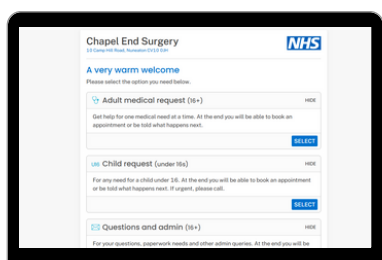 Chapel End Surgery
NHS
A very warm welcome
Please select the option you need below.
Adult medical request (16+) HIDE
Get help for one medical need at a time. At the end you will be able to book an
appointment or be told what happens next.
SELECT
Child request (under 16s) HIDE
For any need for a child under 16. At the end you will be able to book an appointment
or be told what happens next. If urgent, please call.
SELECT
Questions and admin (16+) HIDE
For your questions, paperwork needs and other admin queries. At the end you will be